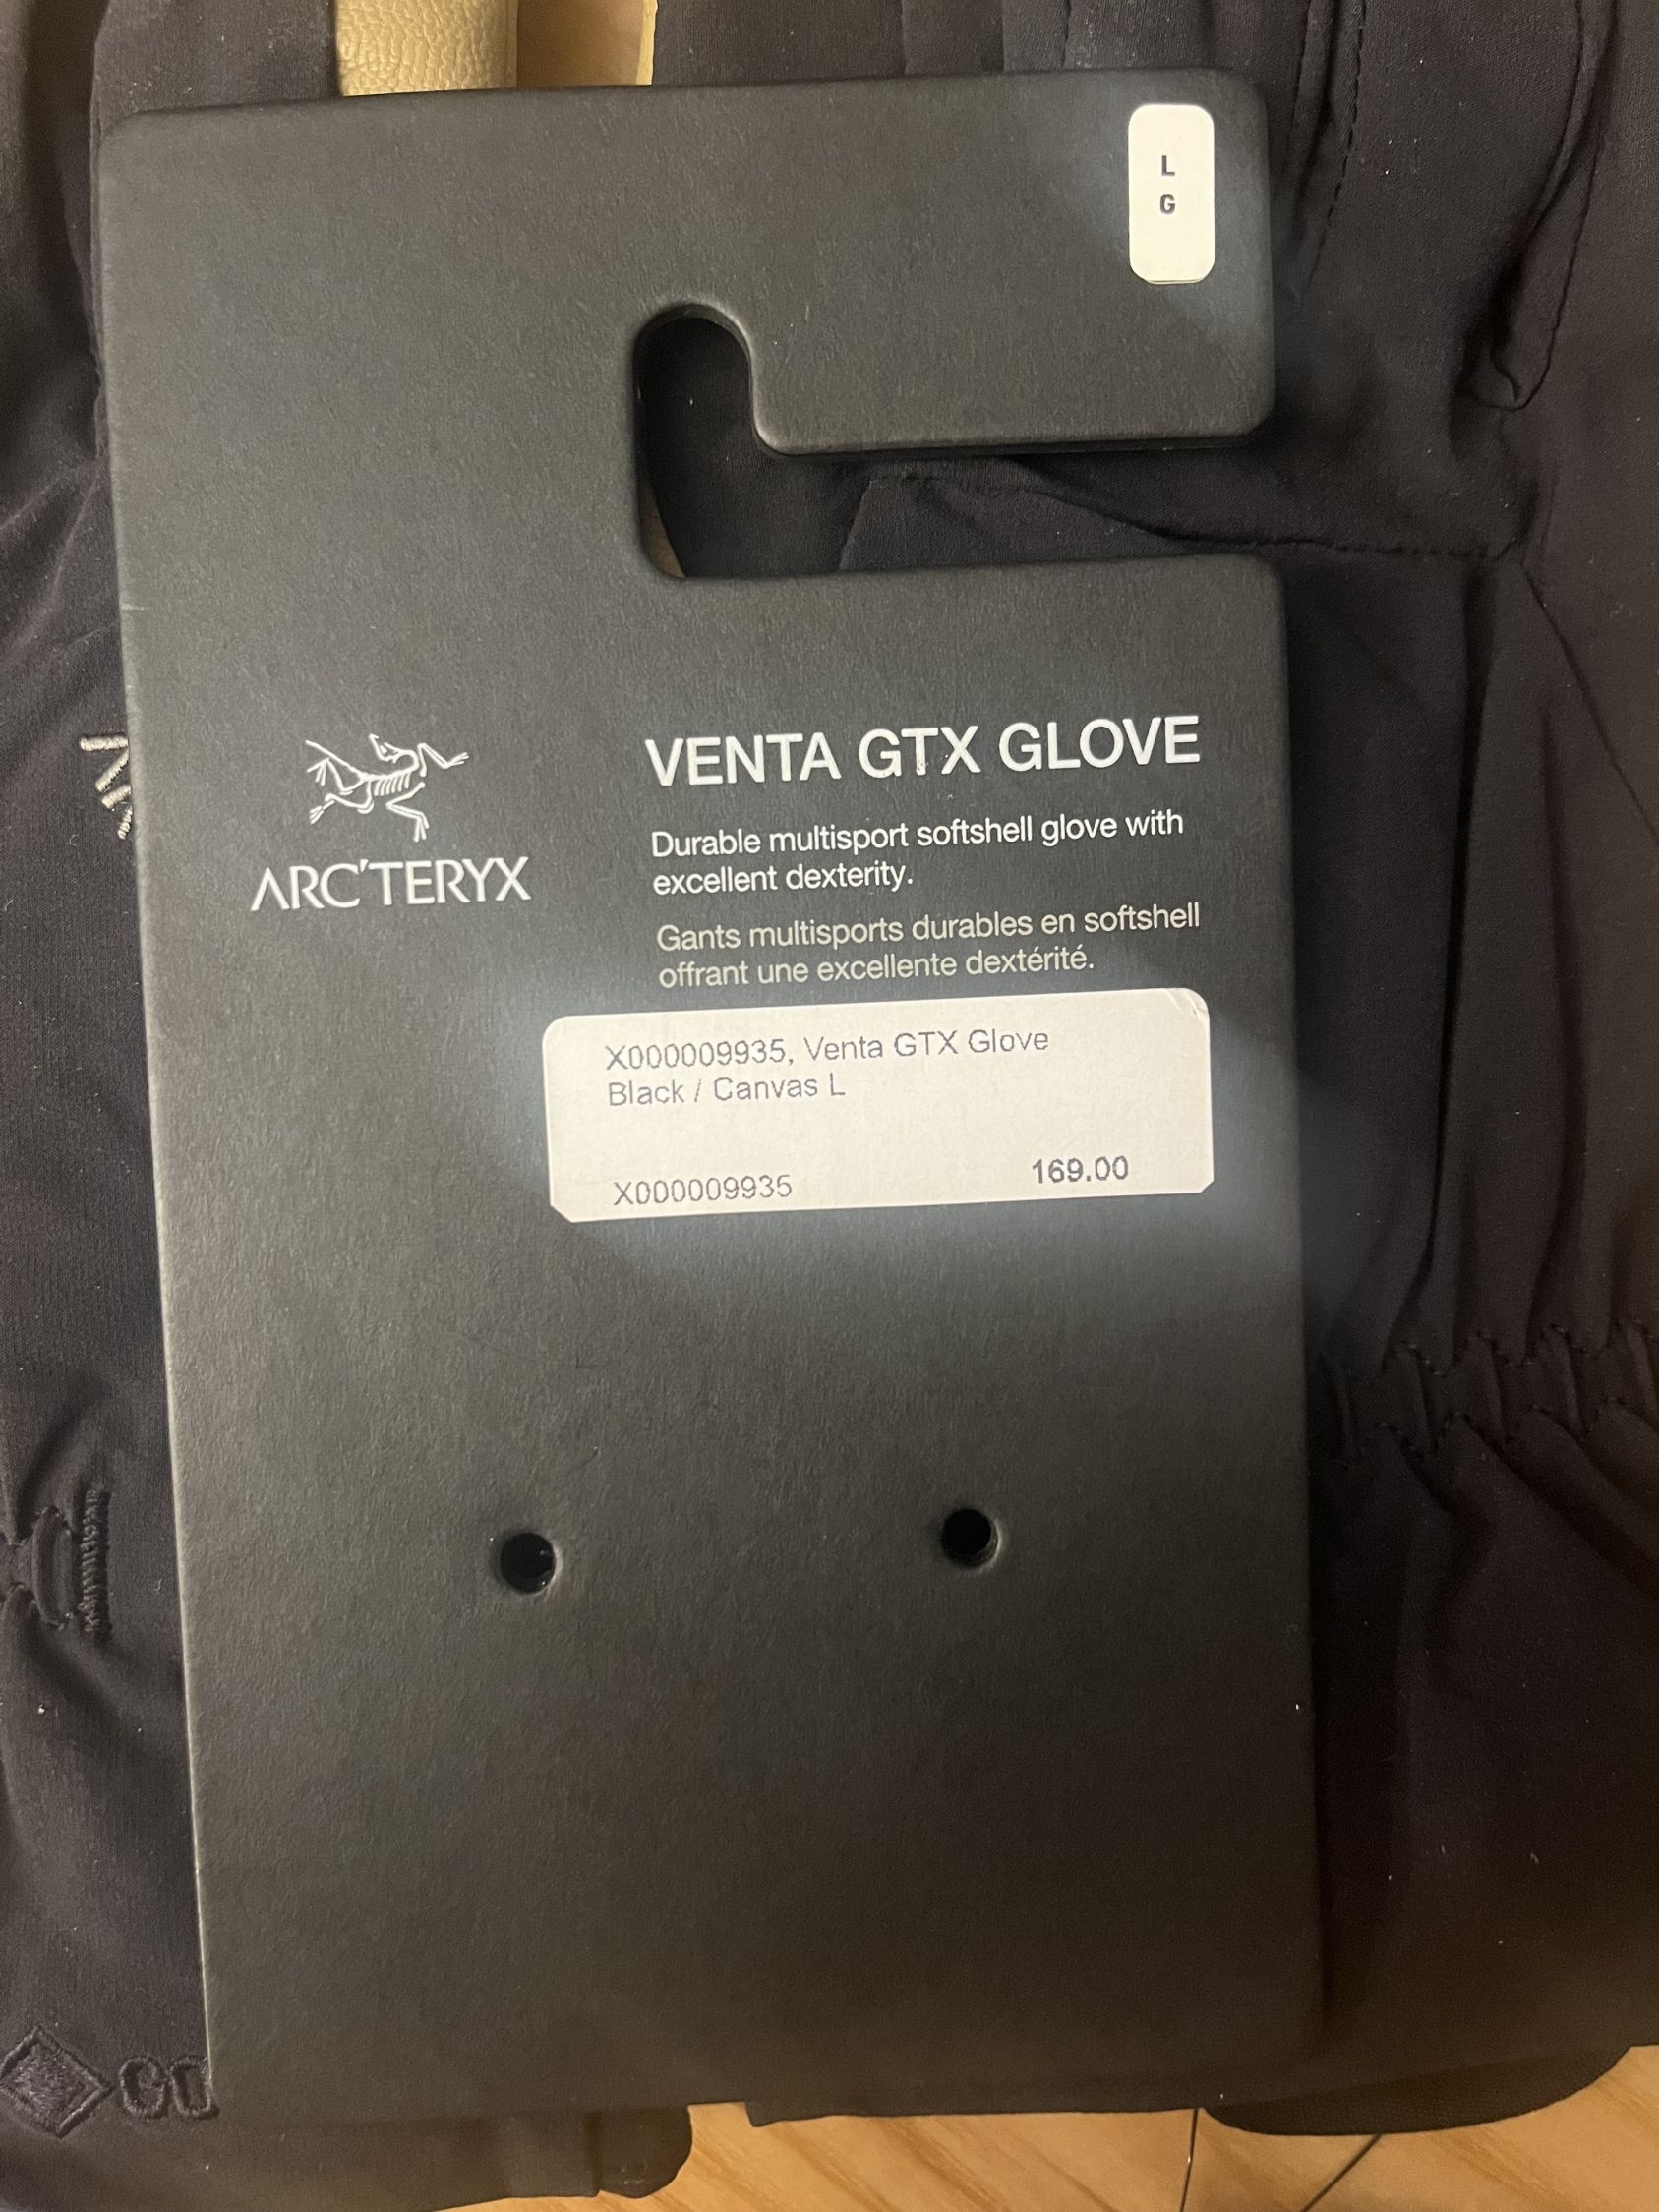 L
G
ARC'TERYX
VENTA GTX GLOVE
Durable multisport softshell glove with
excellent dexterity.
Gants multisports durables en softshell
offrant une excellente dextérité.
X000009935, Venta GTX Glove
Black / Canvas L
X000009935 169.00